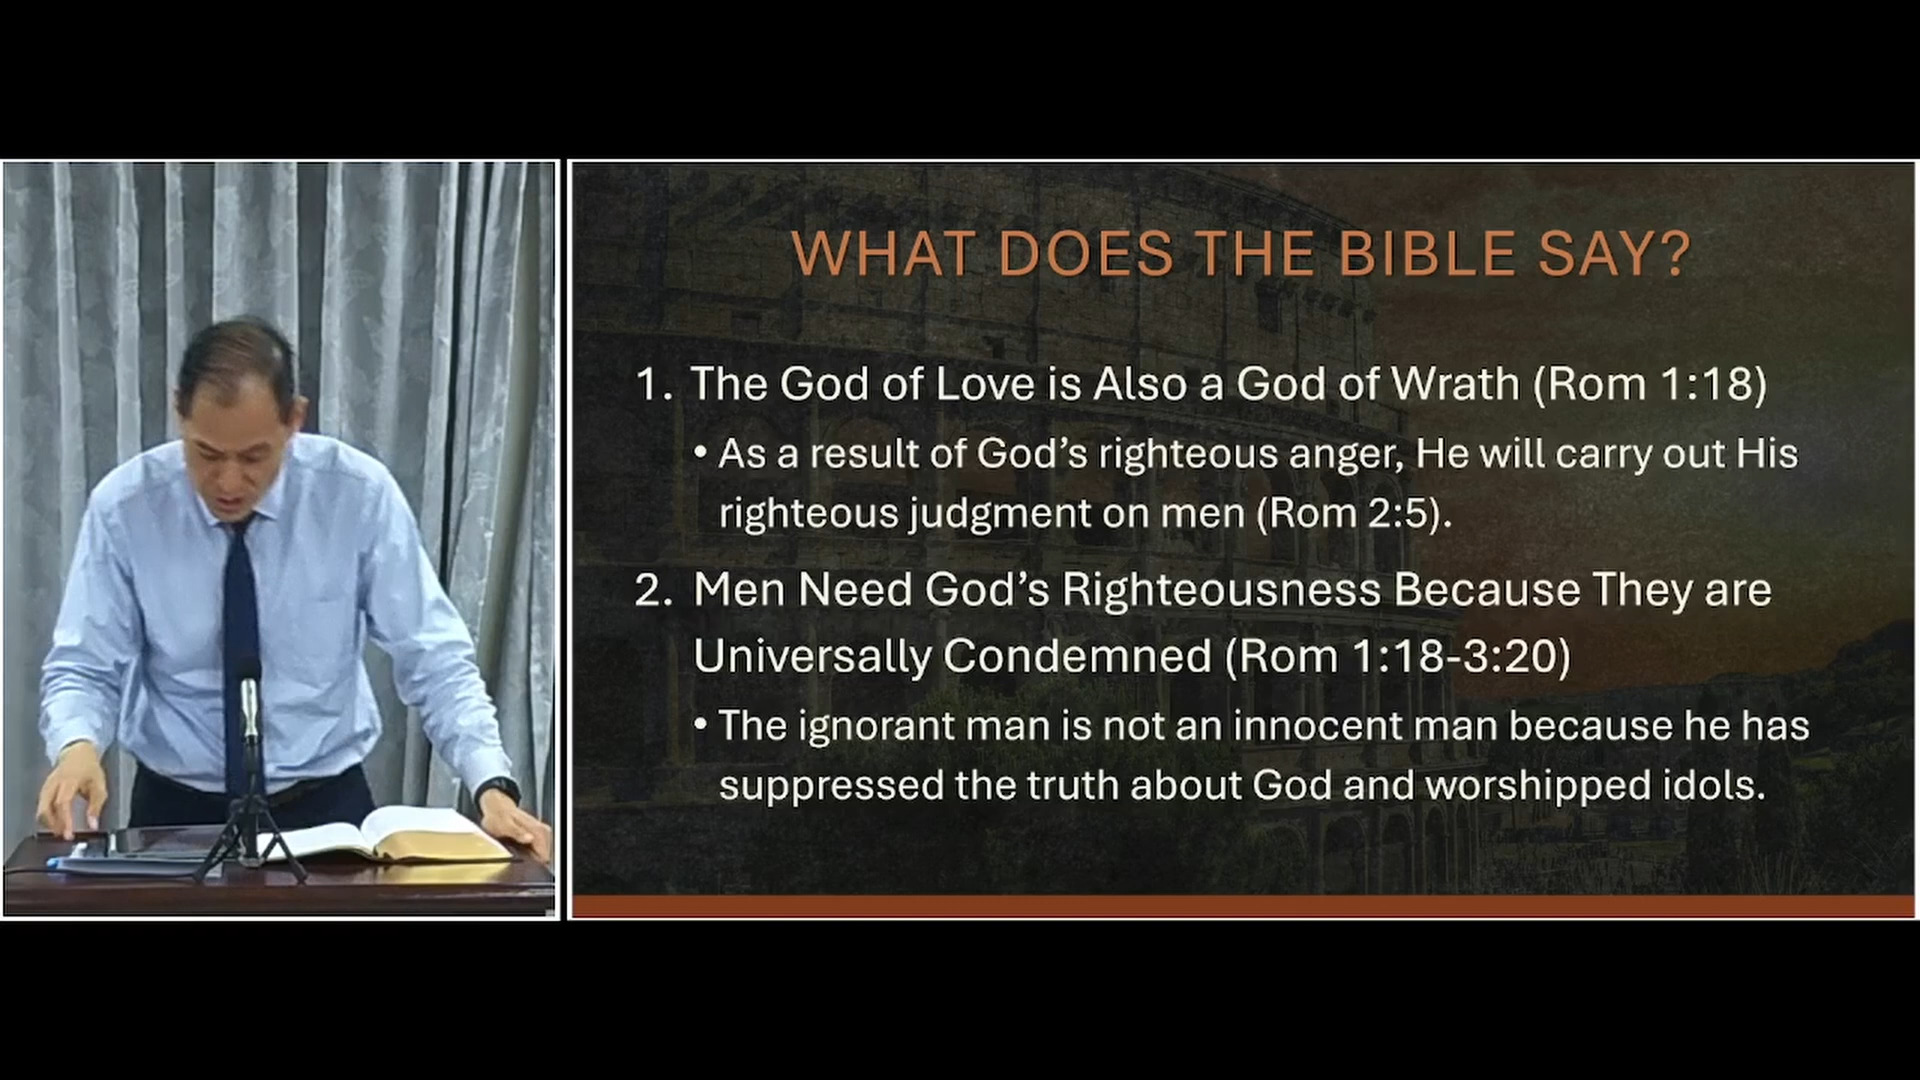 WHAT DOES THE BIBLE SAY?
1. The God of Love is Also a God of Wrath (Rom 1:18)
• As a result of God’s righteous anger, He will carry out His
righteous judgment on men (Rom 2:5).
2. Men Need God’s Righteousness Because They are
Universally Condemned (Rom 1:18-3:20)
• The ignorant man is not an innocent man because he has
suppressed the truth about God and worshipped idols.